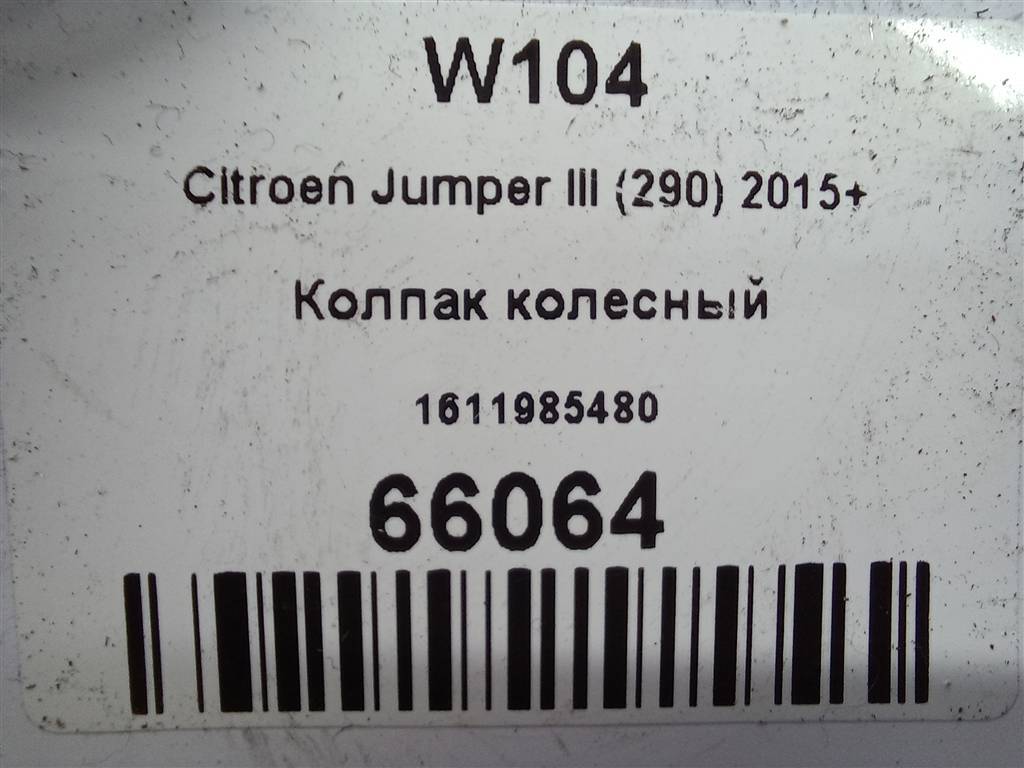 W104
Citroen Jumper III (290) 2015+
Колпак колесный
1611985480
66064